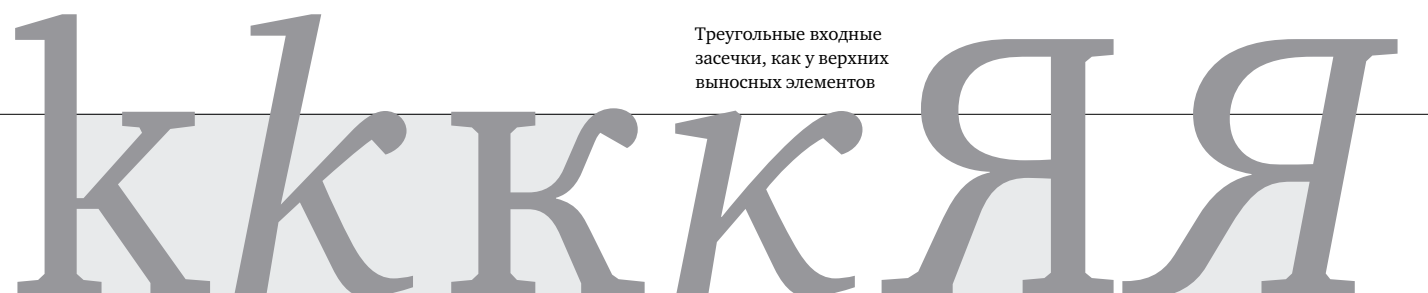 Треугольные входные
засечки, как у верхних
выносных элементов
kkккЯЯ